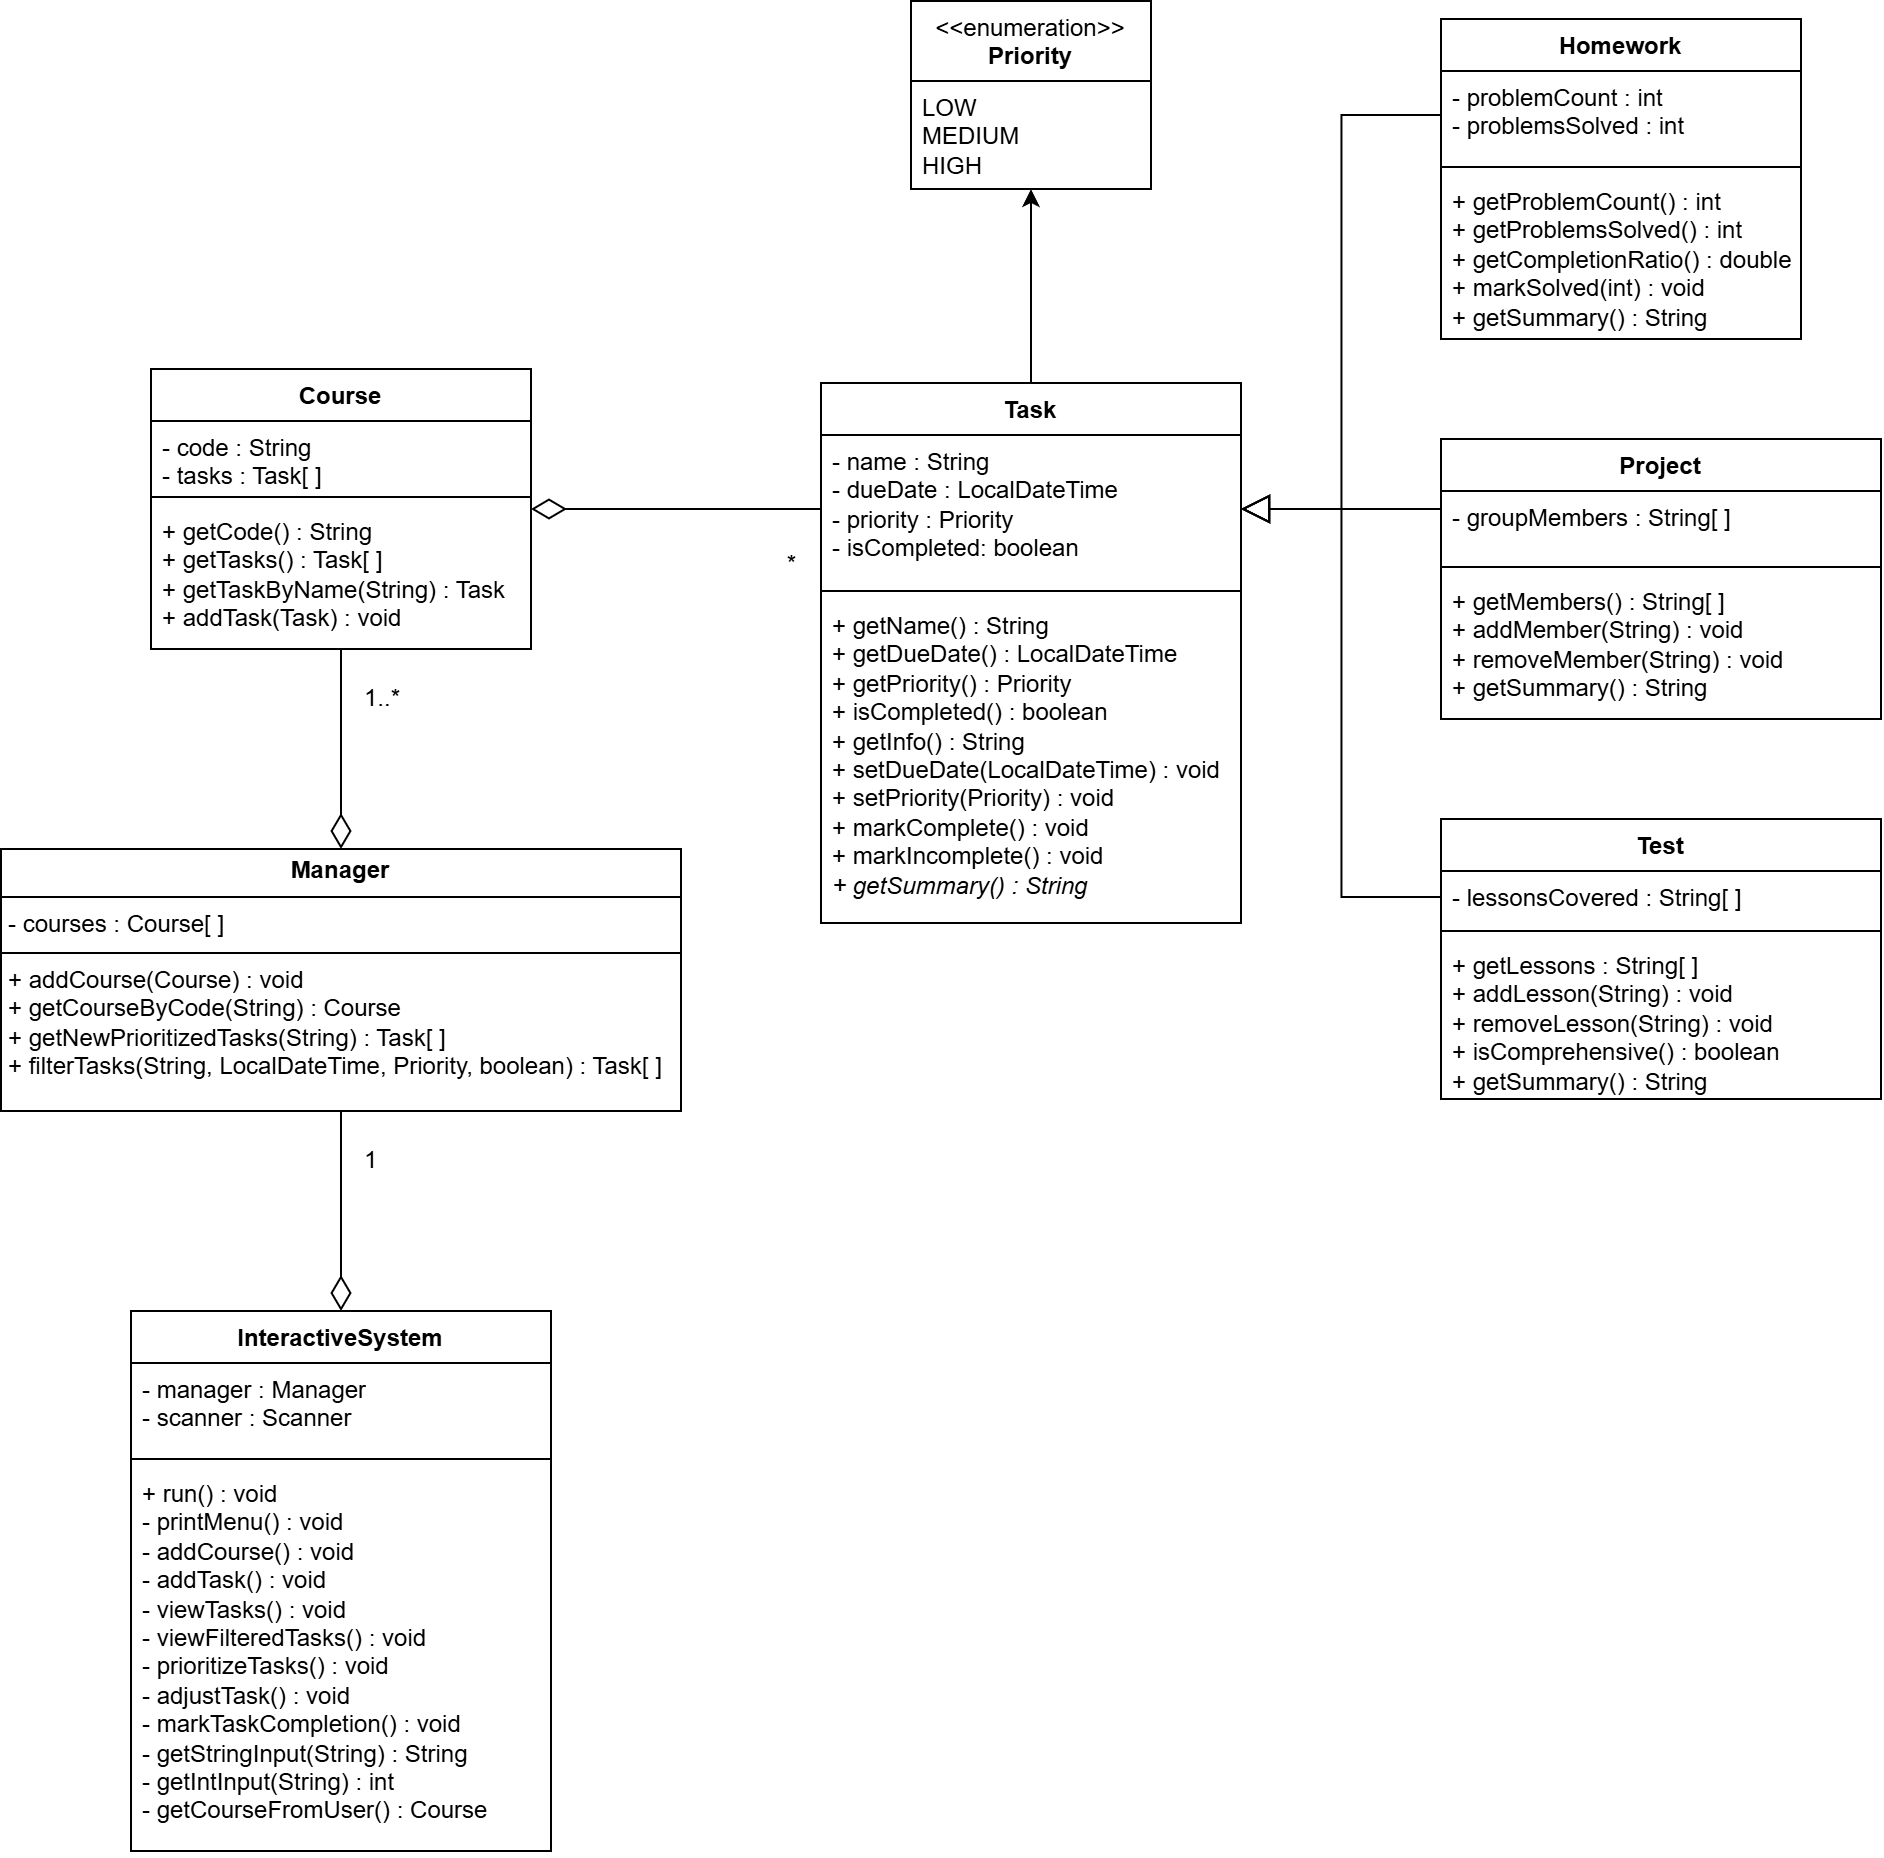 <<enumeration>>
Priority
LOW
MEDIUM
HIGH
Homework
- problemCount : int
- problemsSolved : int
+ getProblemCount() : int
+ getProblemsSolved() : int
+ getCompletionRatio() : double
+ markSolved(int) : void
+ getSummary() : String
Course
- code : String
- tasks : Task[ ]
+ getCode() : String
+ getTasks() : Task[ ]
+ getTaskByName(String) : Task
+ addTask(Task) : void
*
1..*
Task
- name : String
- dueDate : LocalDateTime
- priority : Priority
- isCompleted: boolean
+ getName() : String
+ getDueDate() : LocalDateTime
+ getPriority() : Priority
+ isCompleted() : boolean
+ getInfo() : String
+ setDueDate(LocalDateTime) : void
+ setPriority(Priority) : void
+ markComplete() : void
+ markIncomplete() : void
+ getSummary() : String
Project
- groupMembers : String[ ]
+ getMembers() : String[ ]
+ addMember(String) : void
+ removeMember(String) : void
+ getSummary() : String
Test
- lessonsCovered : String[ ]
+ getLessons : String[ ]
+ addLesson(String) : void
+ removeLesson(String) : void
+ isComprehensive() : boolean
+ getSummary() : String
Manager
- courses : Course[ ]
+ addCourse(Course) : void
+ getCourseByCode(String) : Course
+ getNewPrioritizedTasks(String) : Task[ ]
+ filterTasks(String, LocalDateTime, Priority, boolean) : Task[ ]
1
InteractiveSystem
- manager : Manager
- scanner : Scanner
+ run() : void
- printMenu() : void
- addCourse() : void
- addTask() : void
- viewTasks() : void
- viewFilteredTasks() : void
- prioritizeTasks() : void
- adjustTask() : void
- markTaskCompletion() : void
- getStringInput(String) : String
- getIntInput(String) : int
- getCourseFromUser() : Course